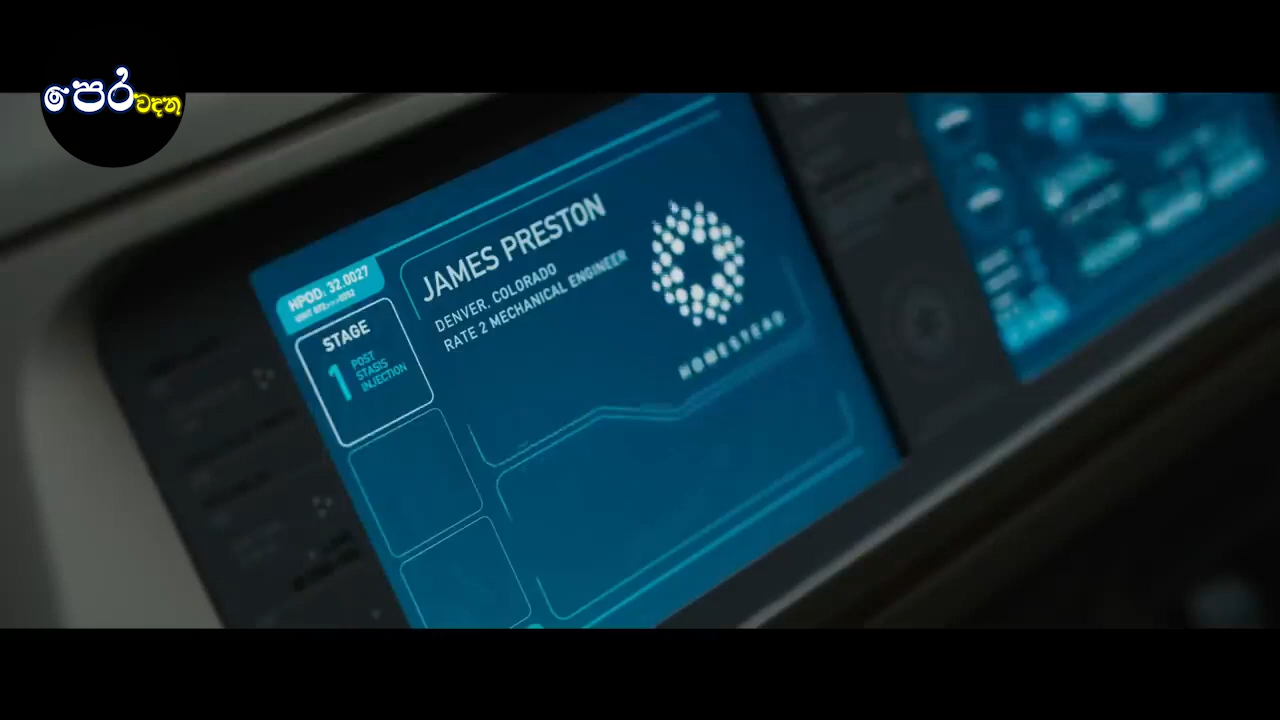 පෙර
වදන
HPOD: 32.0027
STAGE
1 POST
STASIS
INJECTION
JAMES PRESTON
DENVER, COLORADO
RATE 2 MECHANICAL ENGINEER
HOMESTEAD